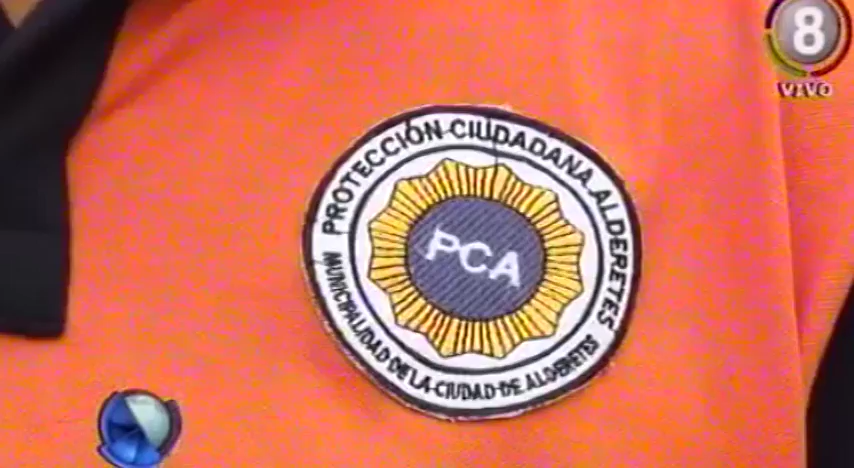 8
VIVO
PROTECCIÓN CIUDADANA ALDERETES
PCA
MUNICIPALIDAD DE LA CIUDAD DE ALDERETES